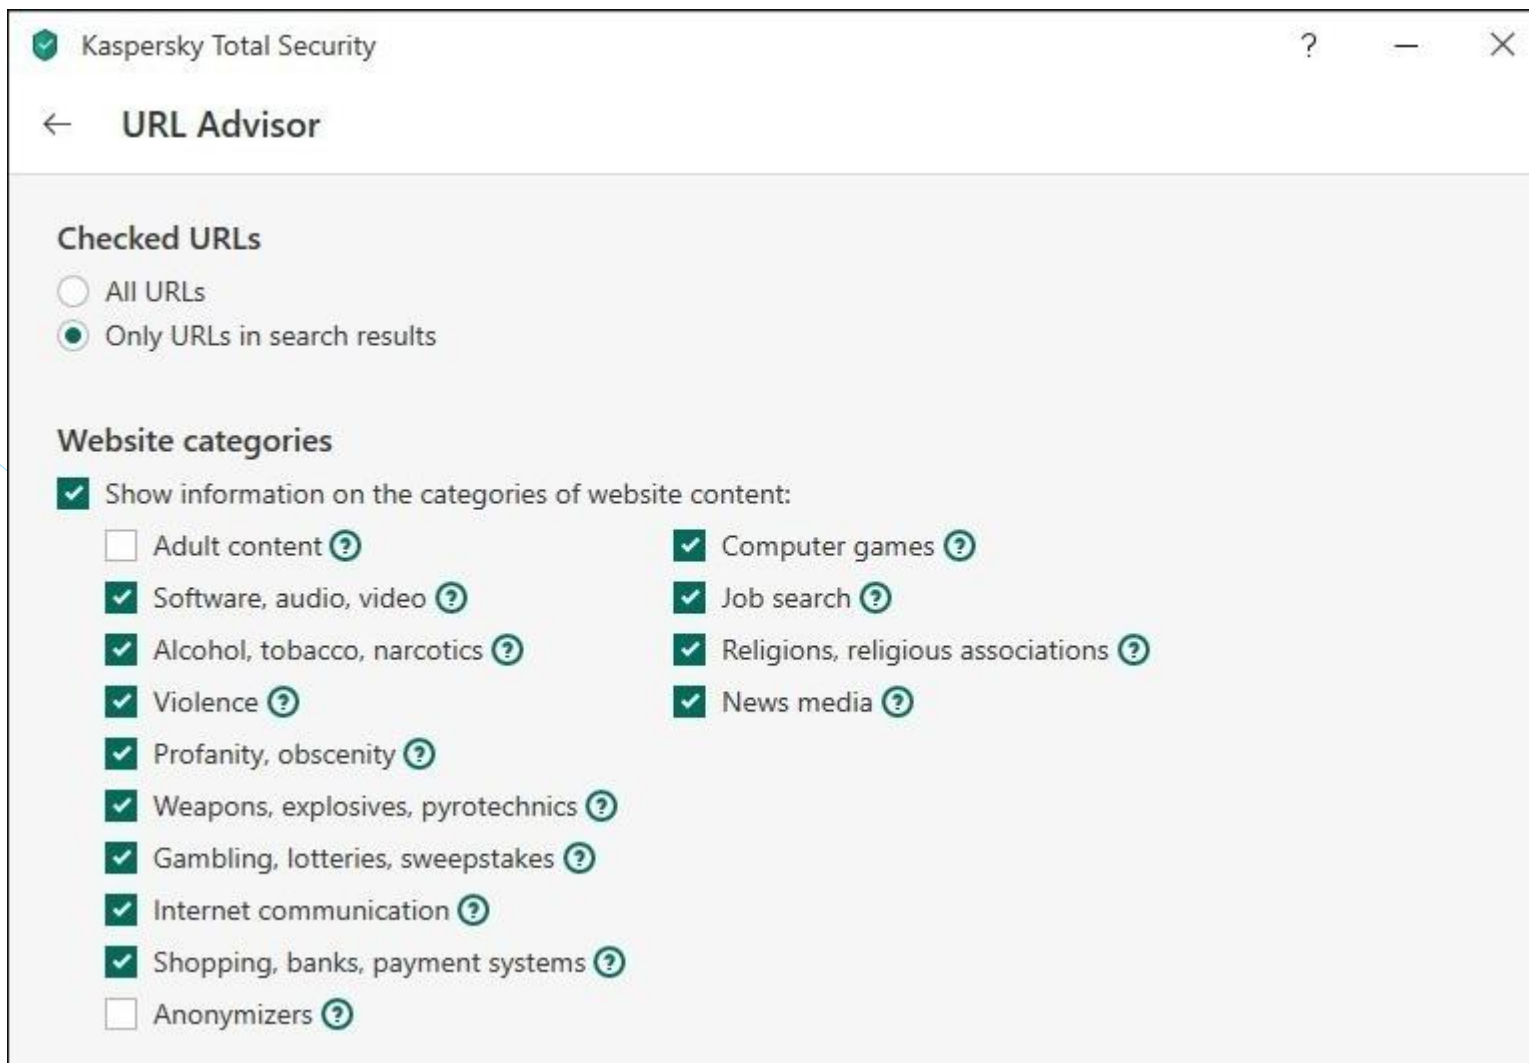 Kaspersky Total Security
URL Advisor
Checked URLs
All URLs
Only URLs in search results
Website categories
Show information on the categories of website content:
Adult content
Software, audio, video
Alcohol, tobacco, narcotics
Violence
Profanity, obscenity
Weapons, explosives, pyrotechnics
Gambling, lotteries, sweepstakes
Internet communication
Shopping, banks, payment systems
Anonymizers
Computer games
Job search
Religions, religious associations
News media